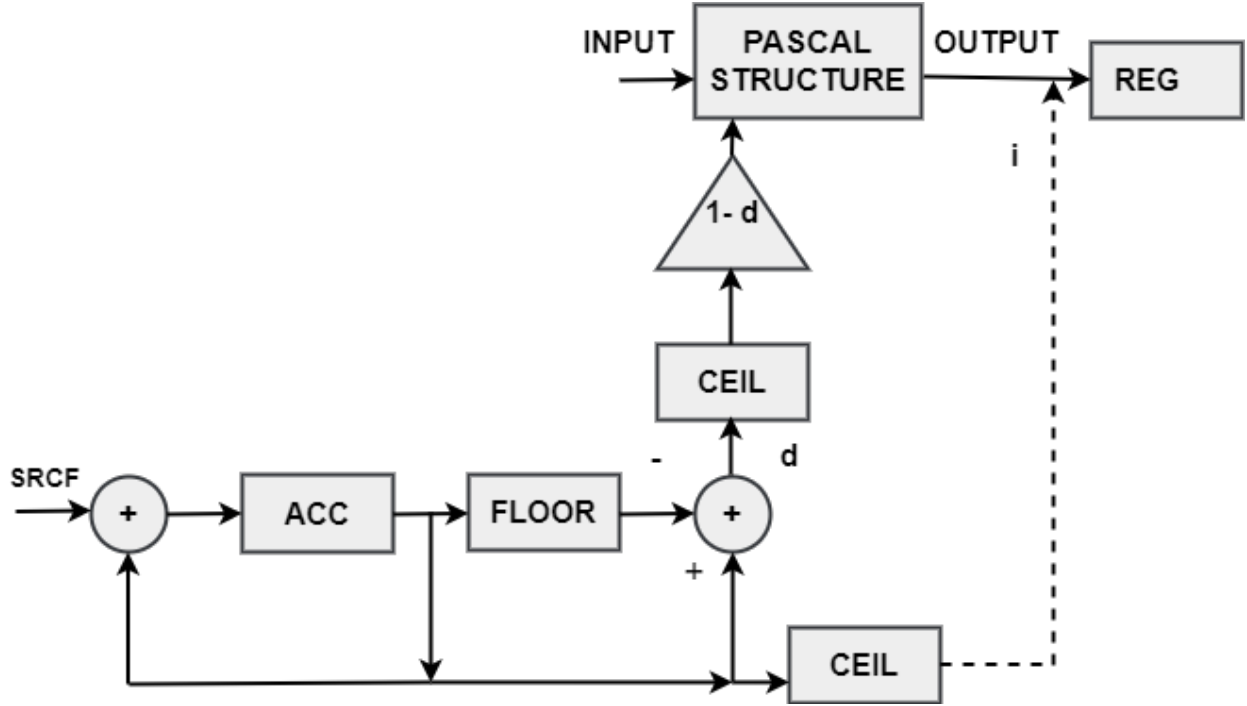 INPUT
PASCAL
STRUCTURE
OUTPUT
REG
i
1- d
CEIL
- d
SRCF
+
ACC
FLOOR
+
+
CEIL